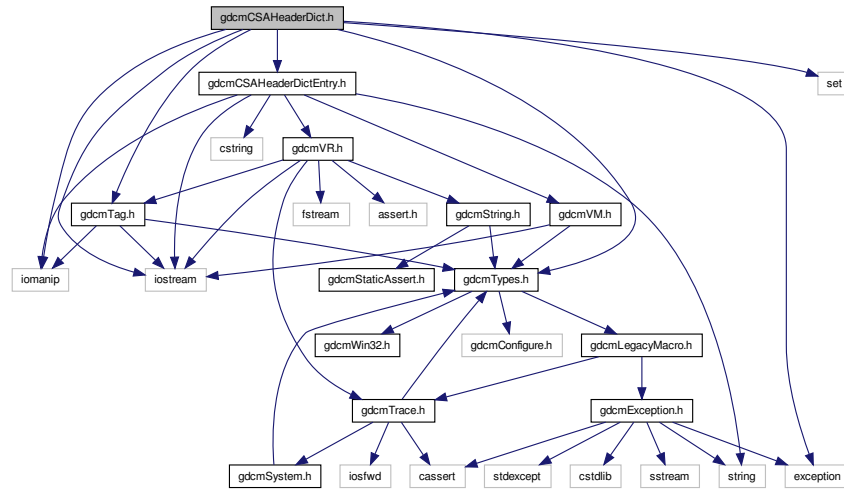 gdcmCSAHeaderDict.h
gdcmCSAHeaderDictEntry.h
set
cstring
gdcmVR.h
gdcmTag.h
fstream
assert.h
gdcmString.h
gdcmVM.h
iomanip
iostream
gdcmStaticAssert.h
gdcmTypes.h
gdcmWin32.h
gdcmConfigure.h
gdcmLegacyMacro.h
gdcmTrace.h
gdcmException.h
gdcmSystem.h
iosfwd
cassert
stdexcept
cstdlib
sstream
string
exception